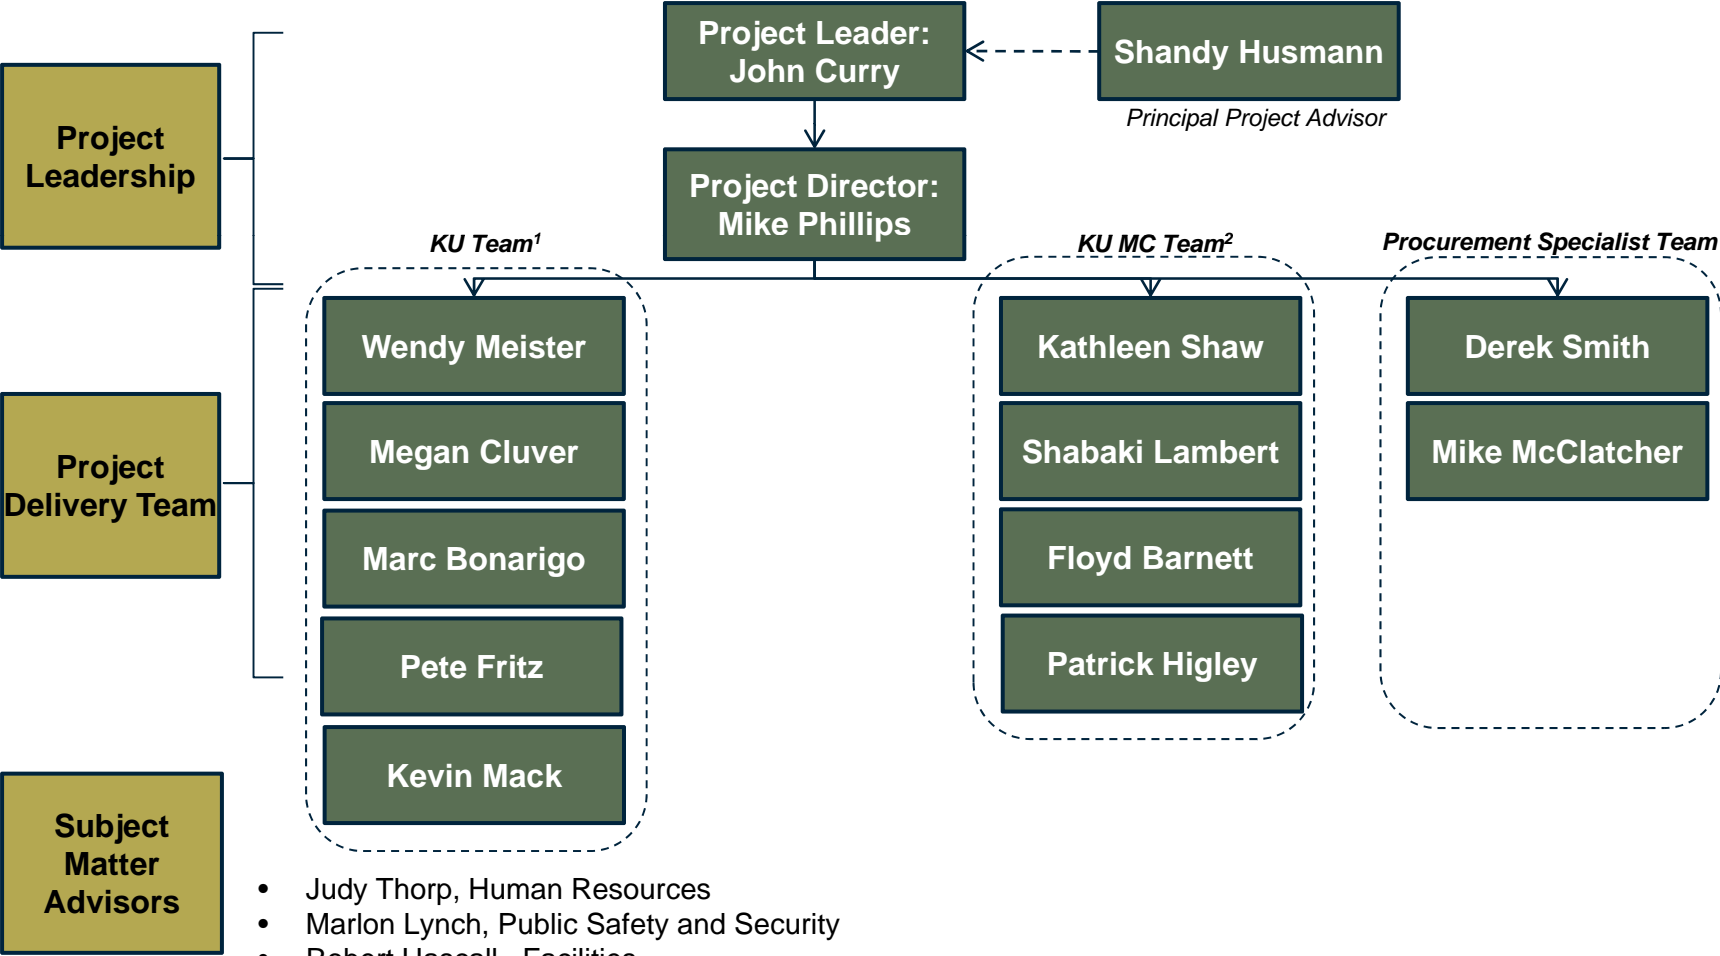 Project Leader:
John Curry
Shandy Husmann
Principal Project Advisor
Project
Leadership
Project Director:
Mike Phillips
KU Team1
KU MC Team2
Procurement Specialist Team
Wendy Meister
Kathleen Shaw
Derek Smith
Megan Cluver
Shabaki Lambert
Mike McClatcher
Project
Delivery Team
Marc Bonarigo
Floyd Barnett
Pete Fritz
Patrick Higley
Kevin Mack
Subject
Matter
Advisors
• Judy Thorp, Human Resources
• Marlon Lynch, Public Safety and Security
• Robert Hascall, Facilities